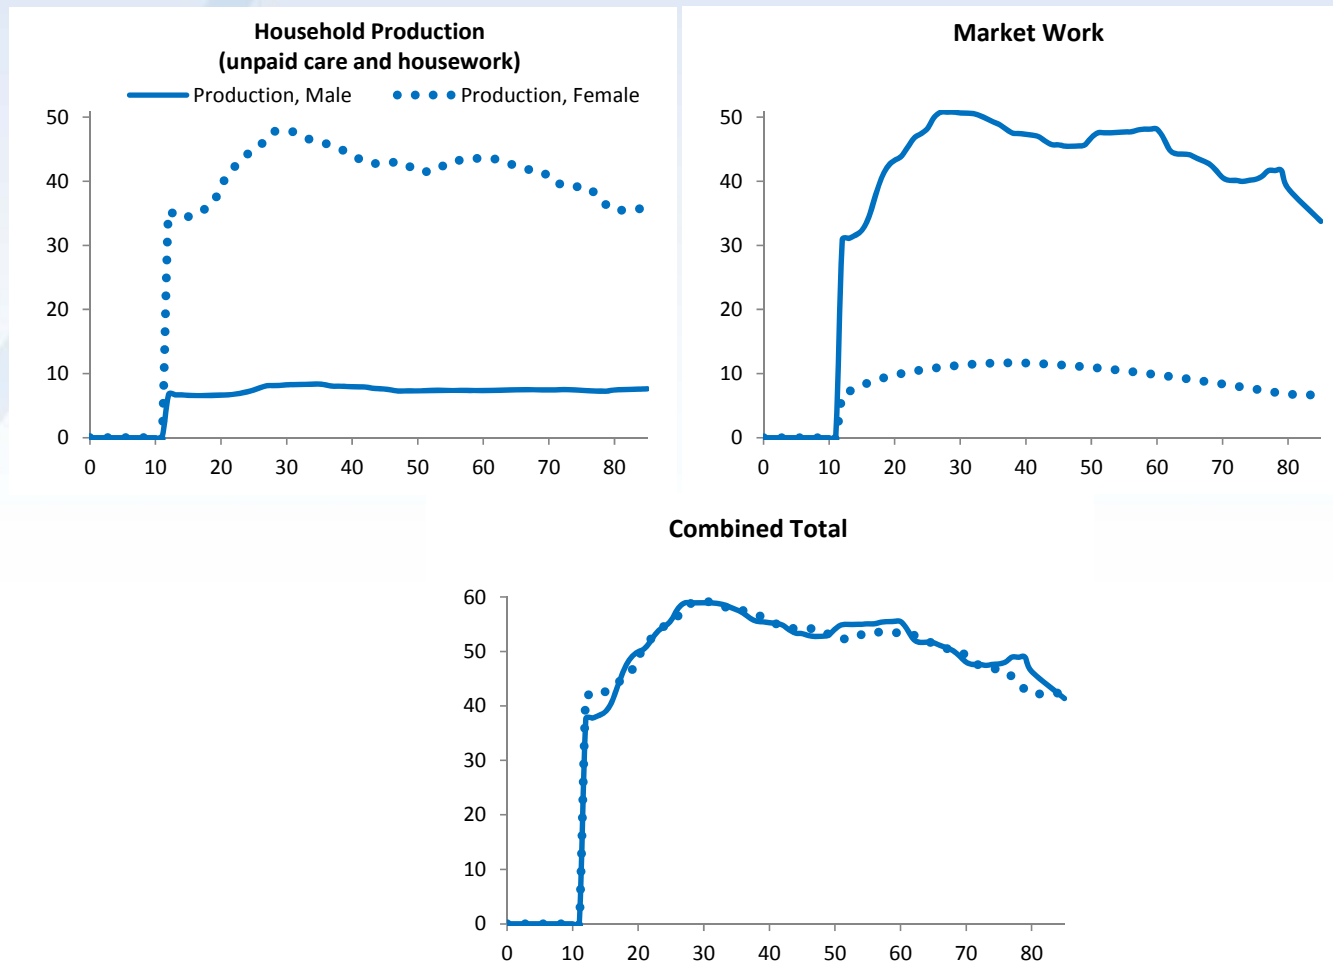 Household Production
(unpaid care and housework)
Production, Male Production, Female
50
40
30
20
10
0
0 10 20 30 40 50 60 70 80
Market Work
50
40
30
20
10
0
0 10 20 30 40 50 60 70 80
Combined Total
60
50
40
30
20
10
0
0 10 20 30 40 50 60 70 80